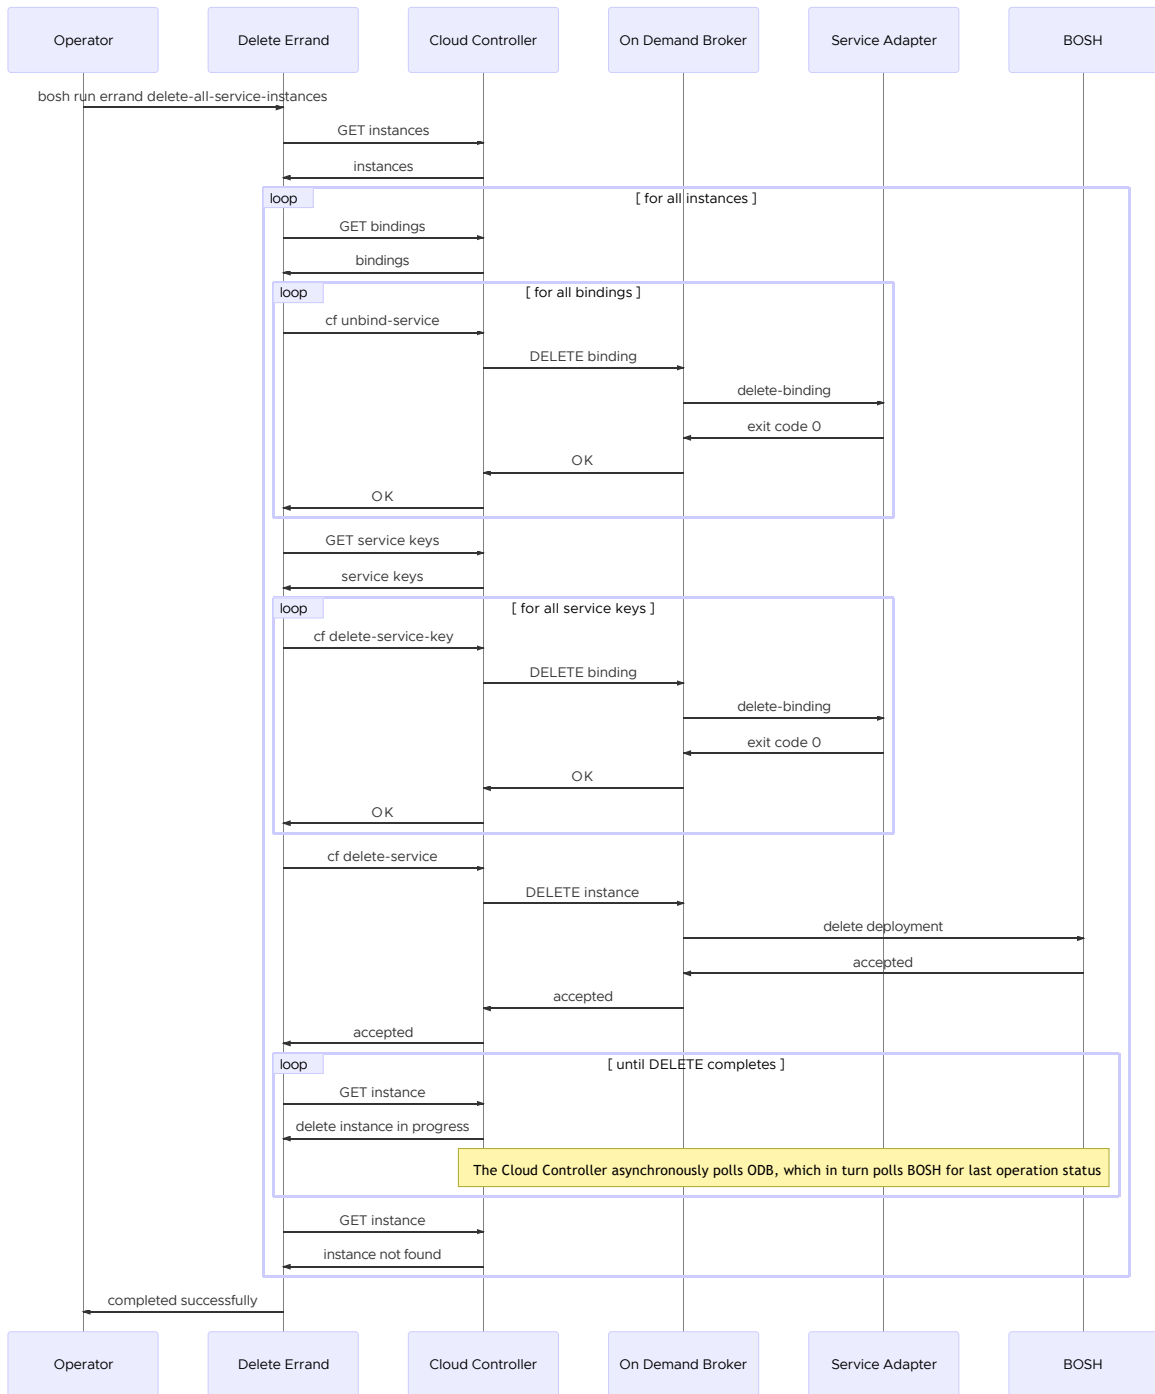 Operator
Delete Errand
Cloud Controller
On Demand Broker
Service Adapter
BOSH
bosh run errand delete-all-service-instances
GET instances
instances
loop
[ for all instances ]
GET bindings
bindings
loop
[ for all bindings ]
cf unbind-service
DELETE binding
delete-binding
exit code 0
OK
OK
GET service keys
service keys
loop
[ for all service keys ]
cf delete-service-key
DELETE binding
delete-binding
exit code 0
OK
OK
cf delete-service
DELETE instance
delete deployment
accepted
accepted
accepted
loop
[ until DELETE completes ]
GET instance
delete instance in progress
The Cloud Controller asynchronously polls ODB, which in turn polls BOSH for last operation status
GET instance
instance not found
completed successfully
Operator
Delete Errand
Cloud Controller
On Demand Broker
Service Adapter
BOSH